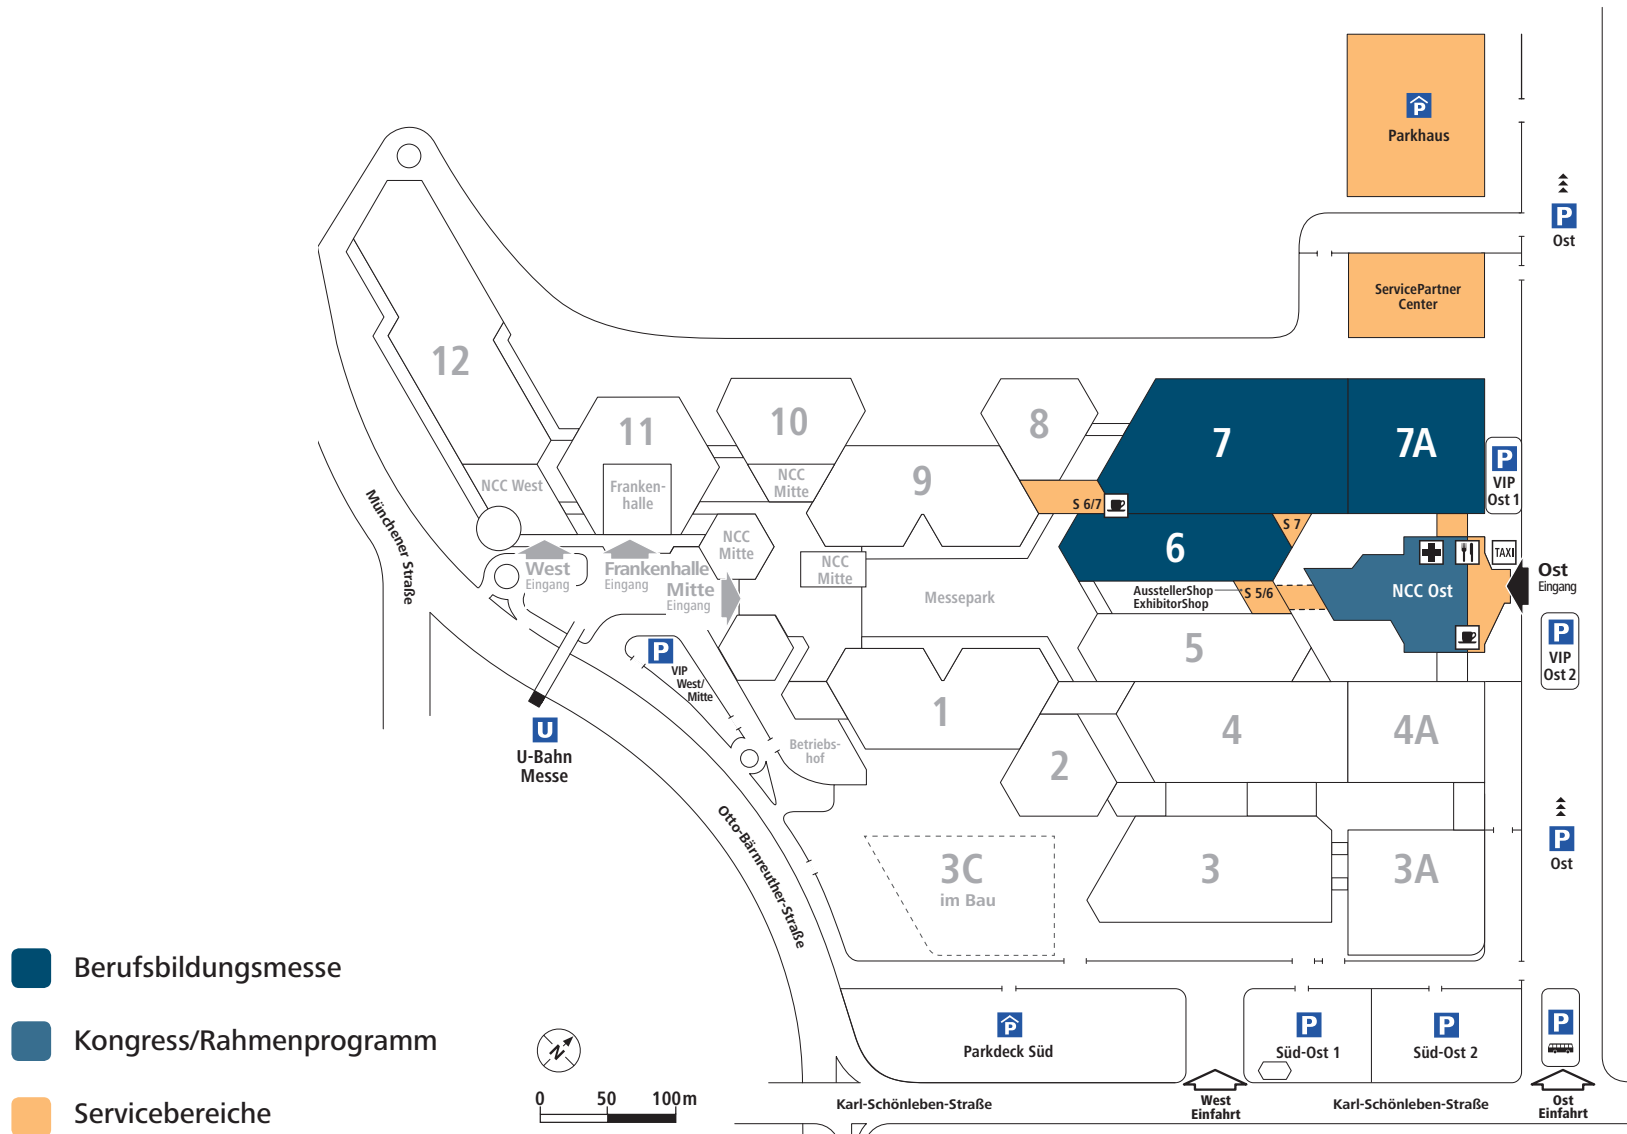 P
Parkhaus
P
Ost
ServicePartner
Center
12
11
10
8
7
7A
9
NCC West
Franken-
halle
NCC
Mitte
S 6/7
P
VIP
Ost 1
S 7
6
NCC
Mitte
NCC
Mitte
West
Eingang
Frankenhalle
Eingang
Mitte
Eingang
Messepark
AusstellerShop
ExhibitorShop
S 5/6
NCC Ost
TAXI
Ost
Eingang
Münchener Straße
P
VIP
West/
Mitte
5
P
VIP
Ost 2
1
4
4A
2
Betriebs-
hof
U
U-Bahn
Messe
Otto-Bärnreuther-Straße
3C
im Bau
3
3A
P
Ost
Berufsbildungsmesse
Kongress/Rahmenprogramm
Servicebereiche
N
0 50 100 m
P
Parkdeck Süd
P
Süd-Ost 1
P
Süd-Ost 2
P
Karl-Schönleben-Straße
West
Einfahrt
Karl-Schönleben-Straße
Ost
Einfahrt